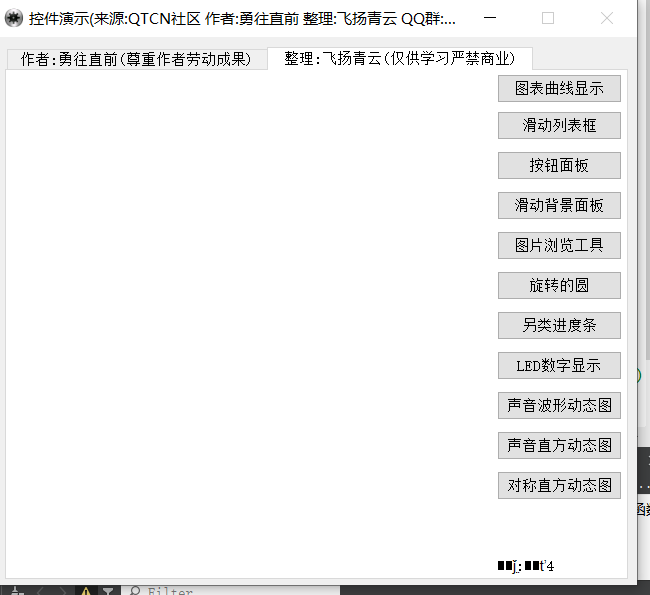 控件演示(来源:QTCN社区 作者:勇往直前 整理:飞扬青云 QQ群:...
作者:勇往直前(尊重作者劳动成果)
整理:飞扬青云(仅供学习严禁商业)
图表曲线显示
滑动列表框
按钮面板
滑动背景面板
图片浏览工具
旋转的圆
另类进度条
LED数字显示
声音波形动态图
声音直方动态图
对称直方动态图
Filter